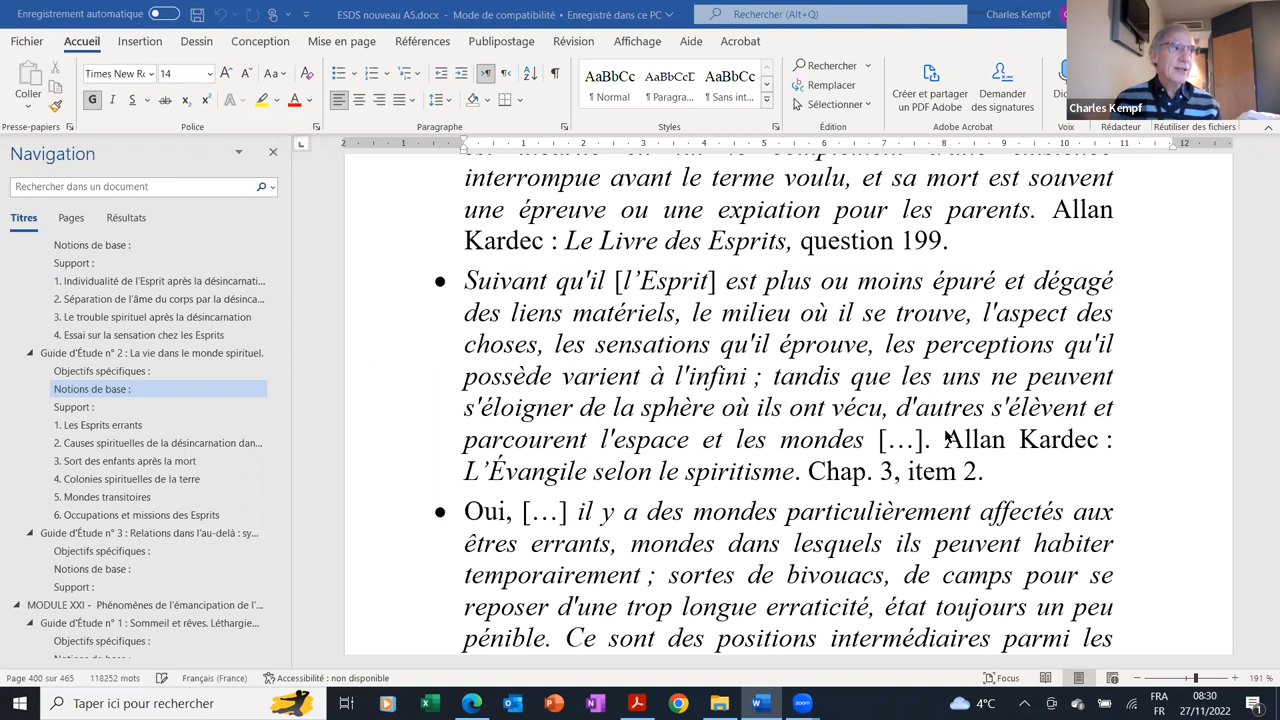 Enregistrement automatique
ESDS nouveau A5.docx - Mode de compatibilité • Enregistré dans ce PC
Rechercher (Alt+Q)
Charles Kempf
Fichier Accueil Insertion Dessin Conception Mise en page Références Publipostage Révision Affichage Aide Acrobat
Coller
Times New Ro 14
G I S
AaBbCc AaBbCcD AaBbCc
¶ Normal ¶ Paragra... ¶ Sans int...
Rechercher
Remplacer
Sélectionner
Créer et partager
un PDF Adobe
Demander
des signatures
Charles Kempf
Presse-papiers Police Paragraphe Styles Édition Adobe Acrobat Voix Rédacteur Réutiliser des fichiers
Navigation
Rechercher dans un document
Titres Pages Résultats
Notions de base :
Support :
1. Individualité de l'Esprit après la désincarnati...
2. Séparation de l'âme du corps par la désinca...
3. Le trouble spirituel après la désincarnation
4. Essai sur la sensation chez les Esprits
Guide d'Étude n° 2 : La vie dans le monde spirituel.
Objectifs spécifiques :
Notions de base :
Support :
1. Les Esprits errants
2. Causes spirituelles de la désincarnation dan...
3. Sort des enfants après la mort
4. Colonies spirituelles de la terre
5. Mondes transitoires
6. Occupations et missions des Esprits
Guide d'Étude n° 3 : Relations dans l'au-delà : sy...
Objectifs spécifiques :
Notions de base :
Support :
MODULE XXI - Phénomènes de l'émancipation de l'...
Guide d'Étude n° 1 : Sommeil et rêves. Léthargie...
Objectifs spécifiques :
2 1 1 2 3 4 5 6 7 8 9 10 11 12
interrompue avant le terme voulu, et sa mort est souvent
une épreuve ou une expiation pour les parents. Allan
Kardec : Le Livre des Esprits, question 199.
● Suivant qu'il [l’Esprit] est plus ou moins épuré et dégagé
des liens matériels, le milieu où il se trouve, l'aspect des
choses, les sensations qu'il éprouve, les perceptions qu'il
possède varient à l'infini ; tandis que les uns ne peuvent
s'éloigner de la sphère où ils ont vécu, d'autres s'élèvent et
parcourent l'espace et les mondes […]. Allan Kardec :
L’Évangile selon le spiritisme. Chap. 3, item 2.
● Oui, […] il y a des mondes particulièrement affectés aux
êtres errants, mondes dans lesquels ils peuvent habiter
temporairement ; sortes de bivouacs, de camps pour se
reposer d'une trop longue erraticité, état toujours un peu
pénible. Ce sont des positions intermédiaires parmi les
Page 400 sur 465 118252 mots Français (France) Accessibilité : non disponible Focus 191 %
Taper ici pour rechercher
4°C
FRA
FR
08:30
27/11/2022